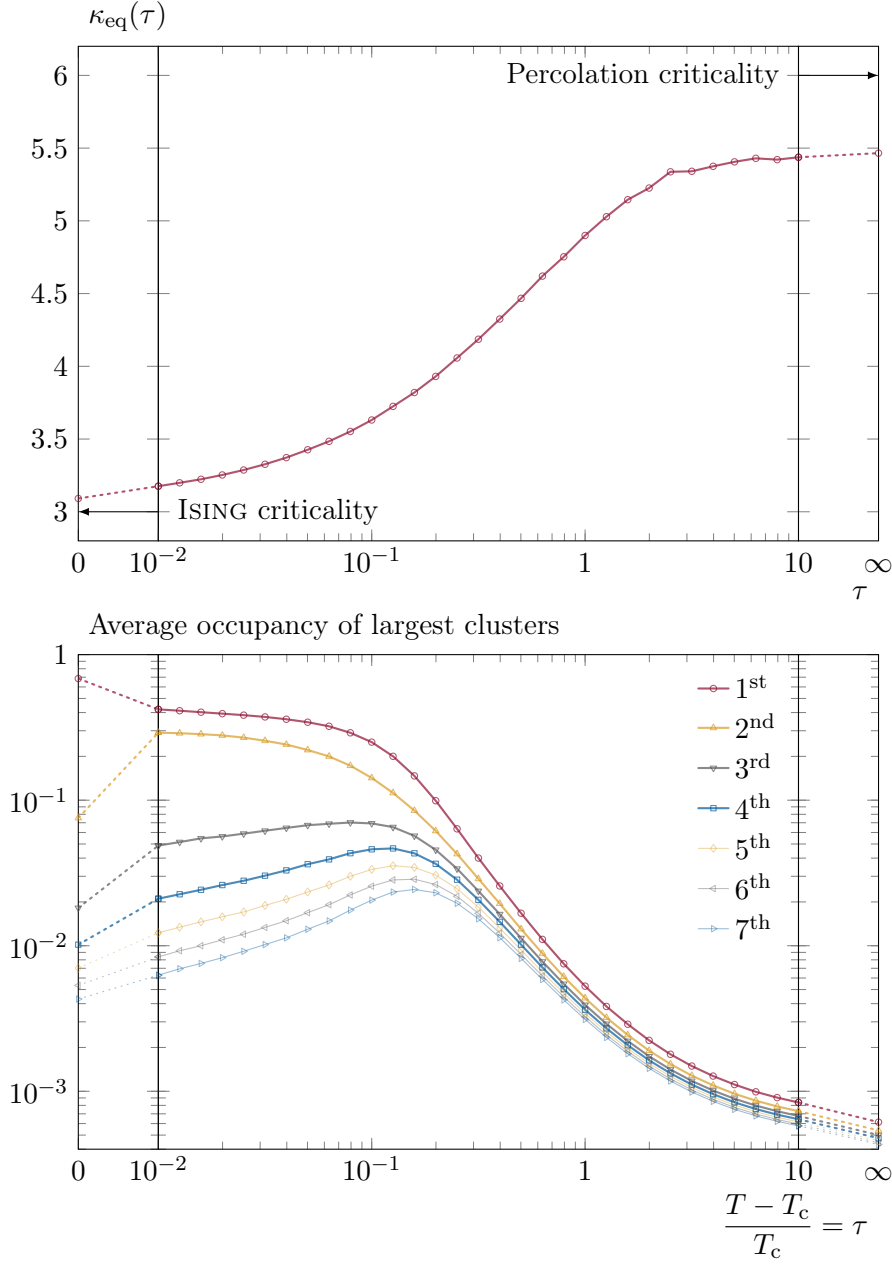 κeq(τ)
6
Percolation criticality
5.5
5
4.5
4
3.5
3
ISING criticality
0 10⁻² 10⁻¹ 1 10 ∞
τ
Average occupancy of largest clusters
1
1st
2nd
3rd
10⁻¹
4th
5th
6th
7th
10⁻²
10⁻³
0 10⁻² 10⁻¹ 1 10 ∞
T − Tc
Tc
= τ